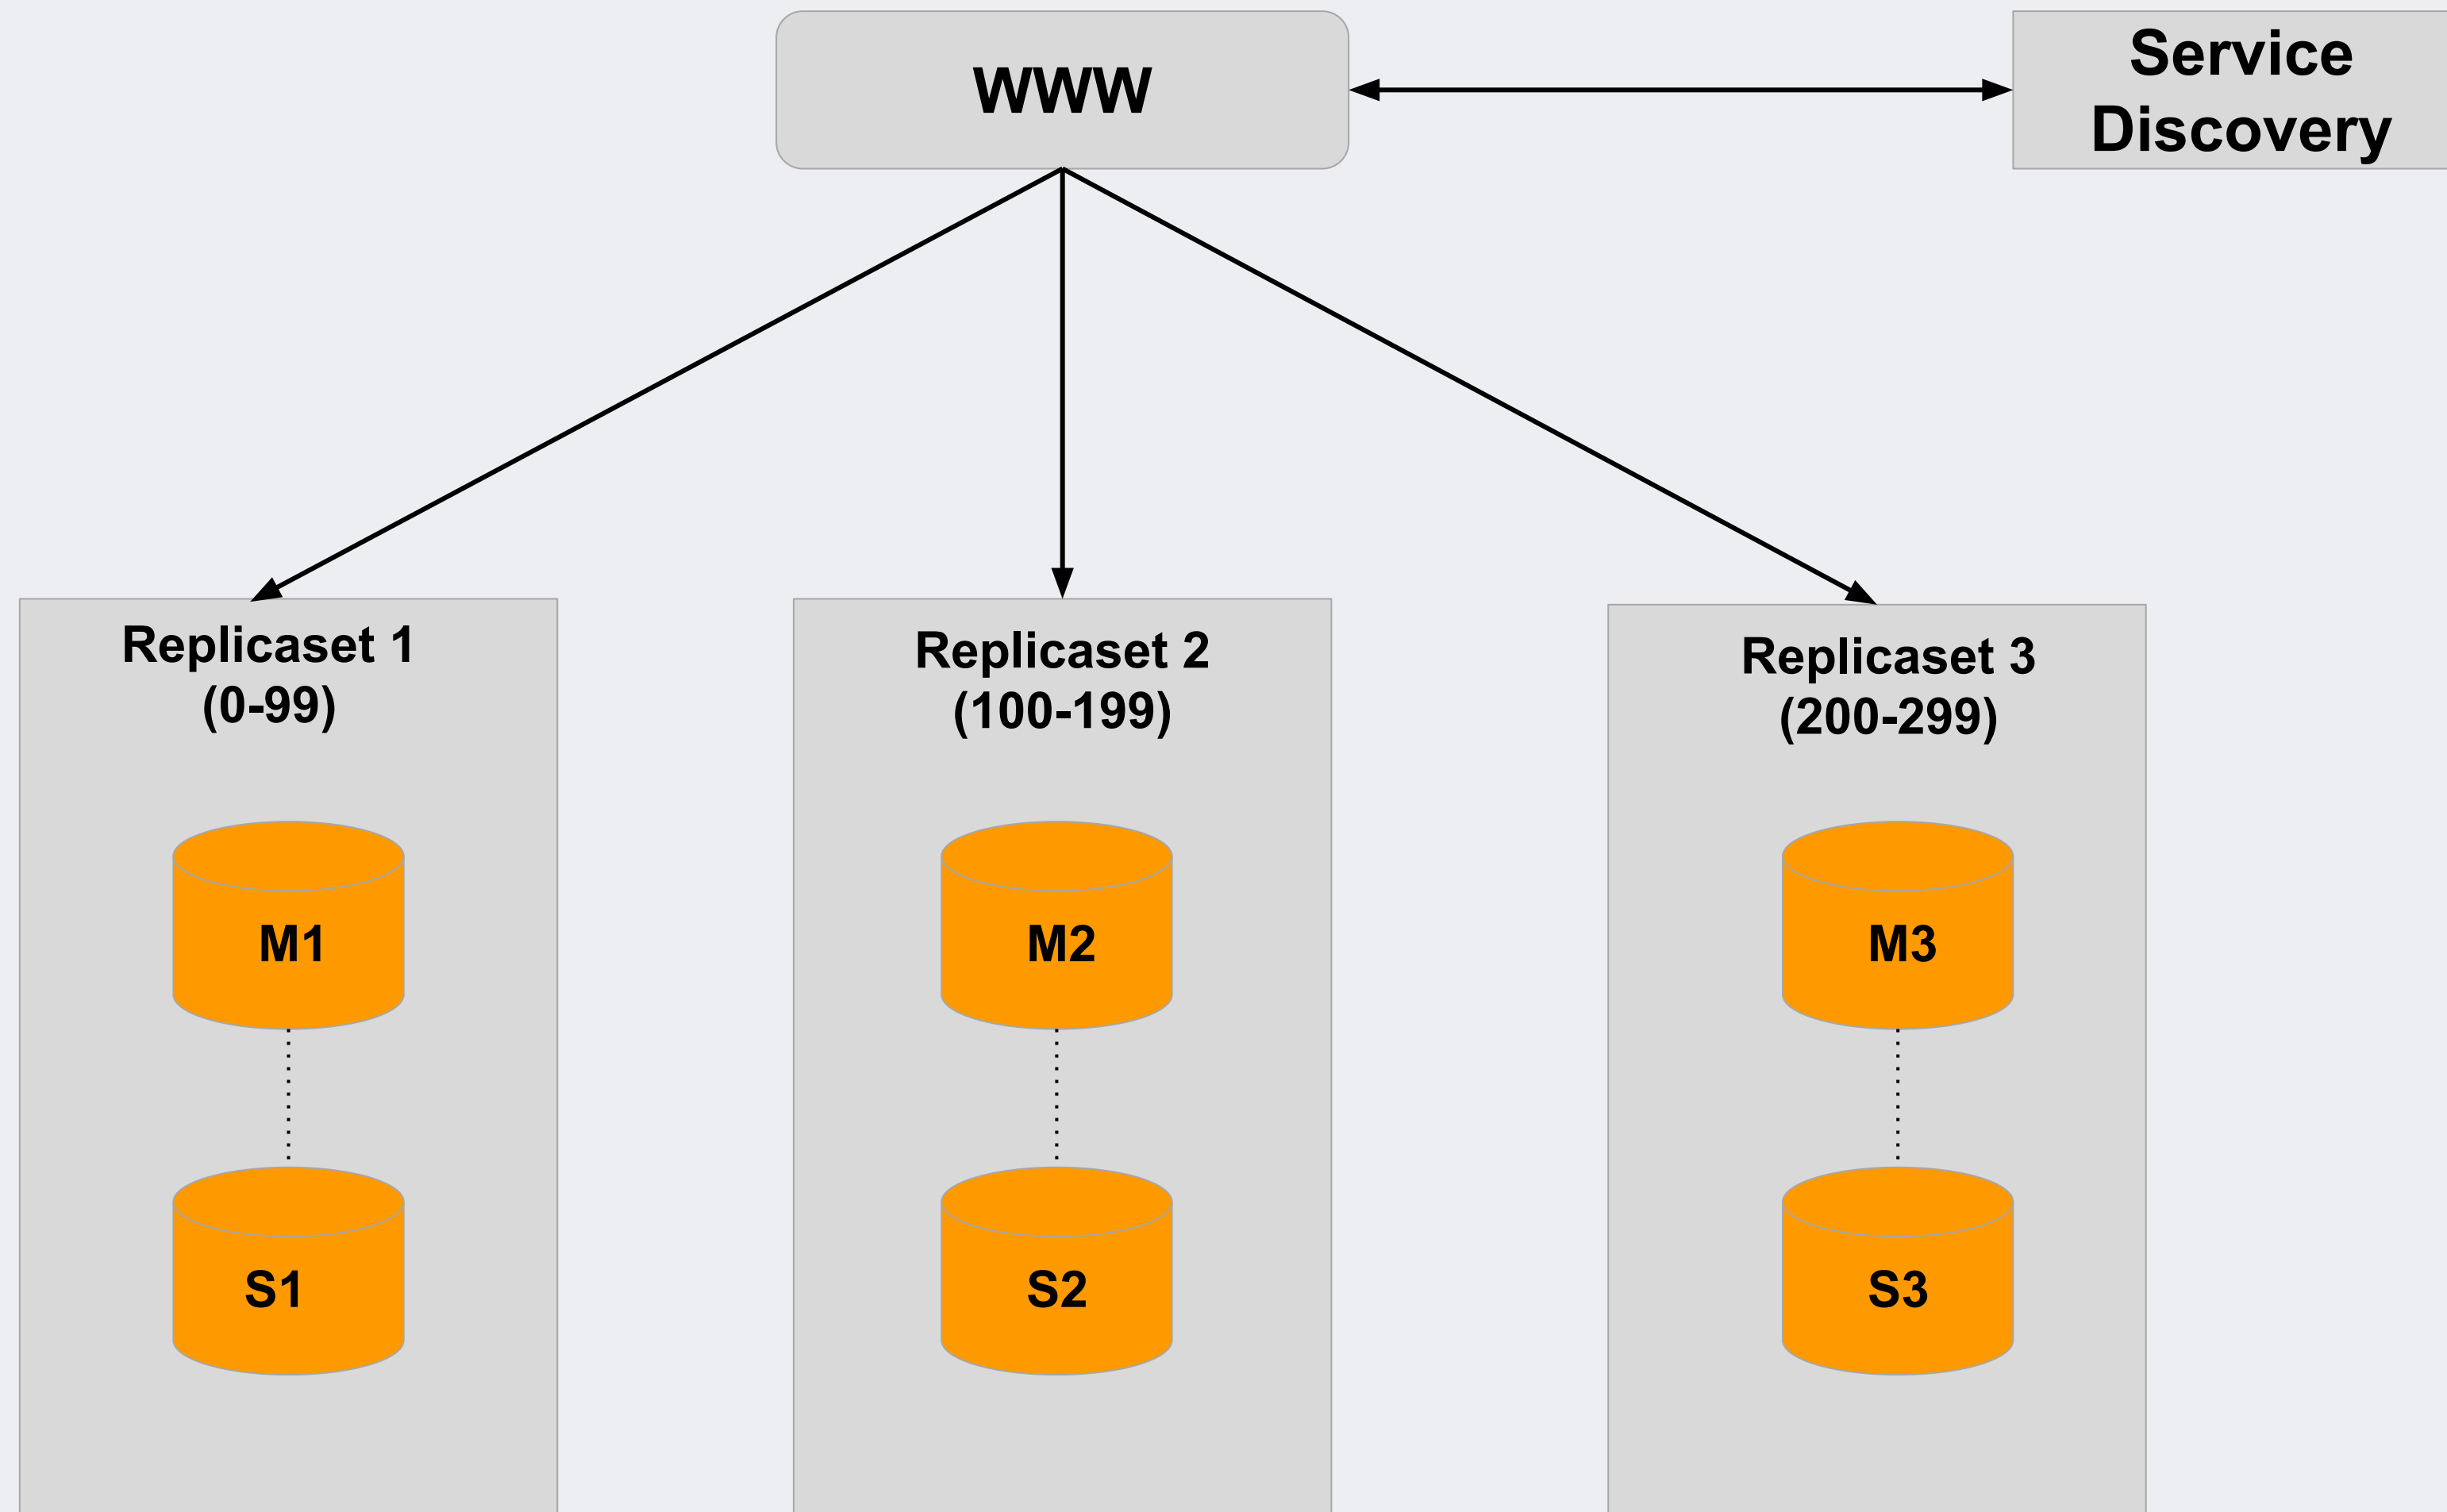 WWW
Service
Discovery
Replicaset 1
(0-99)
Replicaset 2
(100-199)
Replicaset 3
(200-299)
M1
M2
M3
S1
S2
S3